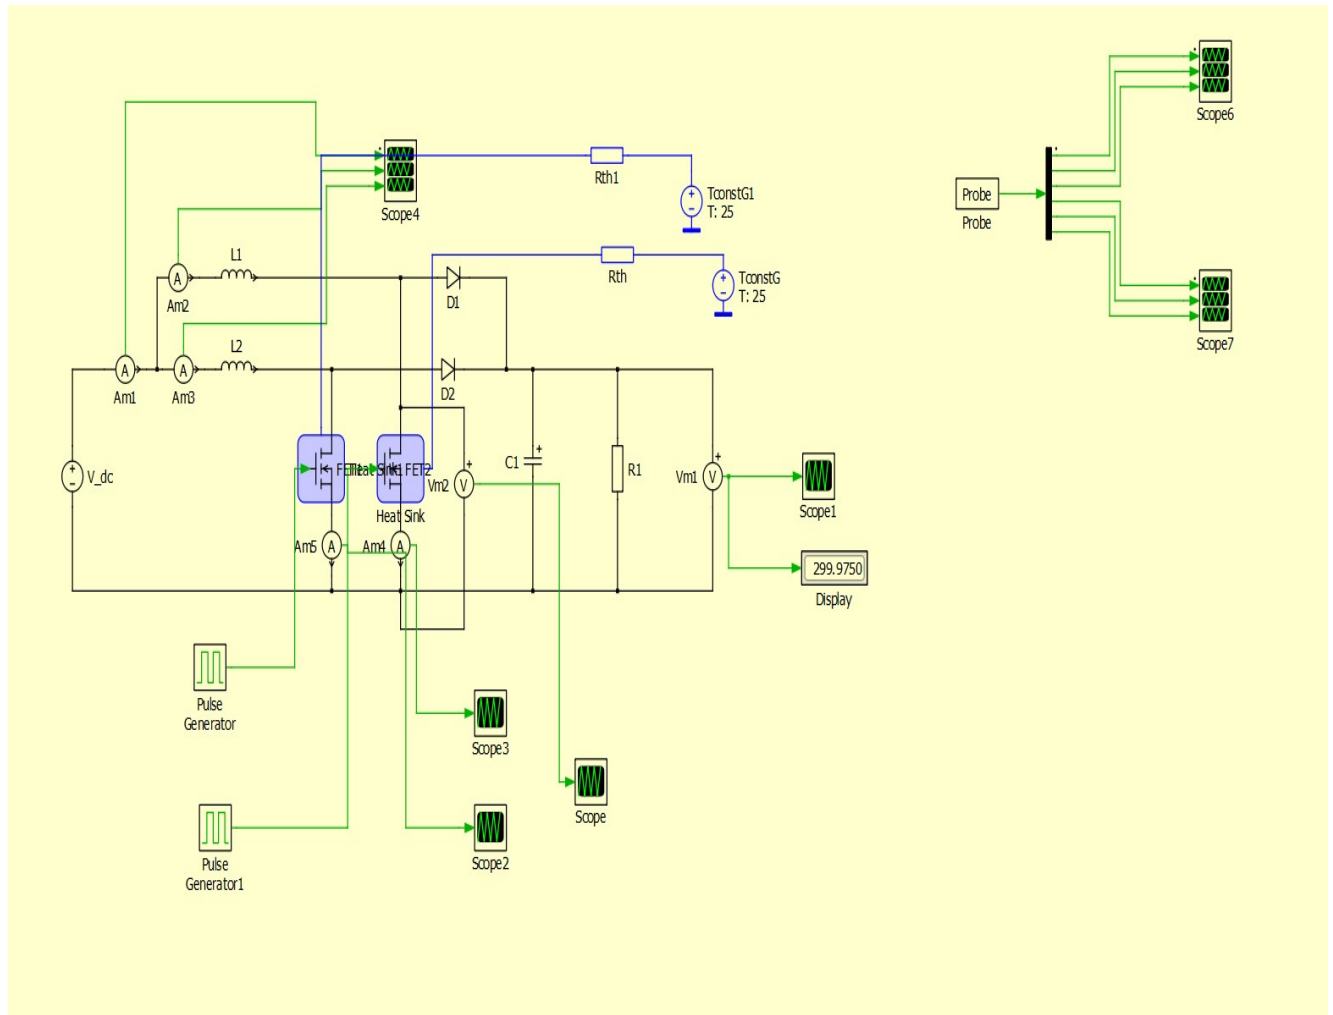 Scope6
Rth1
TconstG1
T: 25
Probe
Probe
Scope4
L1
Am2
D1
Rth
TconstG
T: 25
Scope7
L2
Am1
Am3
D2
V_dc
FET1
Heat Sink1
FET2
Vm2
C1
R1
Vm1
Scope1
Heat Sink
Am5
Am4
299.9750
Display
Pulse
Generator
Scope3
Scope
Pulse
Generator1
Scope2
A
A
A
A
A
V
V